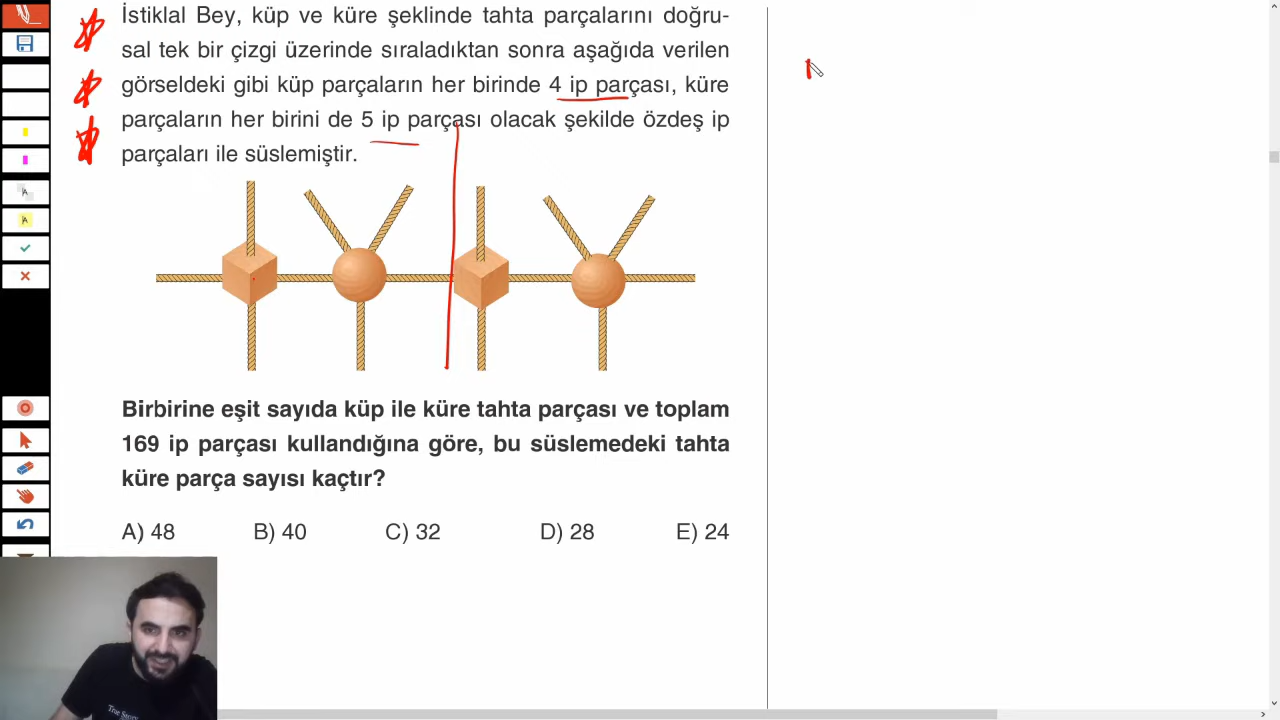 İstiklal Bey, küp ve küre şeklinde tahta parçalarını doğru-
sal tek bir çizgi üzerinde sıraladıktan sonra aşağıda verilen
görseldeki gibi küp parçaların her birinde 4 ip parçası, küre
parçaların her birini de 5 ip parçası olacak şekilde özdeş ip
parçaları ile süslemiştir.
Birbirine eşit sayıda küp ile küre tahta parçası ve toplam
169 ip parçası kullandığına göre, bu süslemedeki tahta
küre parça sayısı kaçtır?
A) 48 B) 40 C) 32 D) 28 E) 24